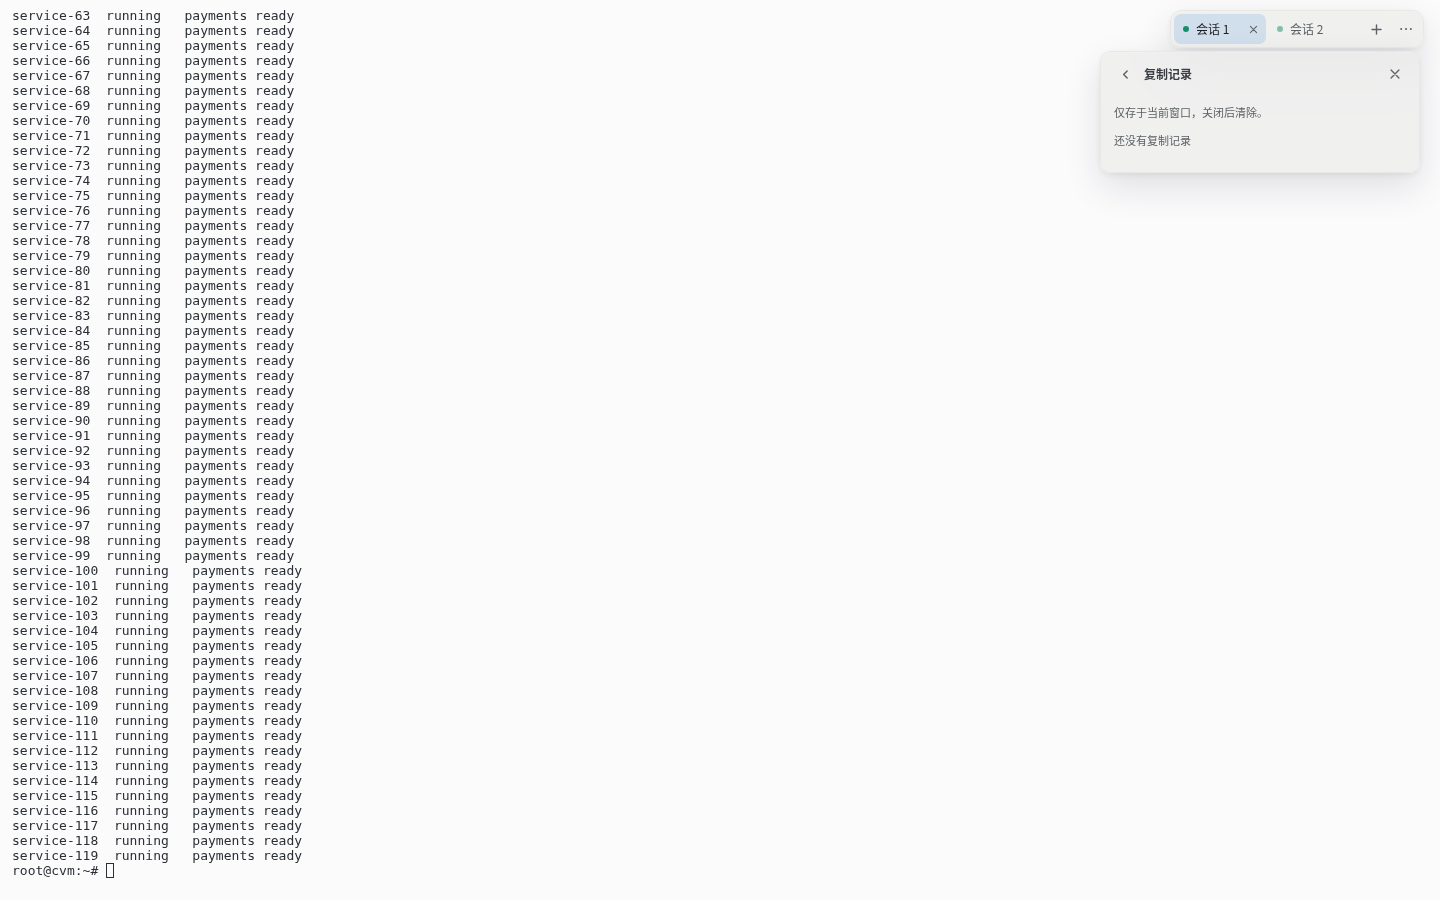 service-63  running   payments ready
service-64  running   payments ready
service-65  running   payments ready
service-66  running   payments ready
service-67  running   payments ready
service-68  running   payments ready
service-69  running   payments ready
service-70  running   payments ready
service-71  running   payments ready
service-72  running   payments ready
service-73  running   payments ready
service-74  running   payments ready
service-75  running   payments ready
service-76  running   payments ready
service-77  running   payments ready
service-78  running   payments ready
service-79  running   payments ready
service-80  running   payments ready
service-81  running   payments ready
service-82  running   payments ready
service-83  running   payments ready
service-84  running   payments ready
service-85  running   payments ready
service-86  running   payments ready
service-87  running   payments ready
service-88  running   payments ready
service-89  running   payments ready
service-90  running   payments ready
service-91  running   payments ready
service-92  running   payments ready
service-93  running   payments ready
service-94  running   payments ready
service-95  running   payments ready
service-96  running   payments ready
service-97  running   payments ready
service-98  running   payments ready
service-99  running   payments ready
service-100  running   payments ready
service-101  running   payments ready
service-102  running   payments ready
service-103  running   payments ready
service-104  running   payments ready
service-105  running   payments ready
service-106  running   payments ready
service-107  running   payments ready
service-108  running   payments ready
service-109  running   payments ready
service-110  running   payments ready
service-111  running   payments ready
service-112  running   payments ready
service-113  running   payments ready
service-114  running   payments ready
service-115  running   payments ready
service-116  running   payments ready
service-117  running   payments ready
service-118  running   payments ready
service-119  running   payments ready
root@cvm:~#
会话 1 会话 2
复制记录
仅存于当前窗口，关闭后清除。
还没有复制记录